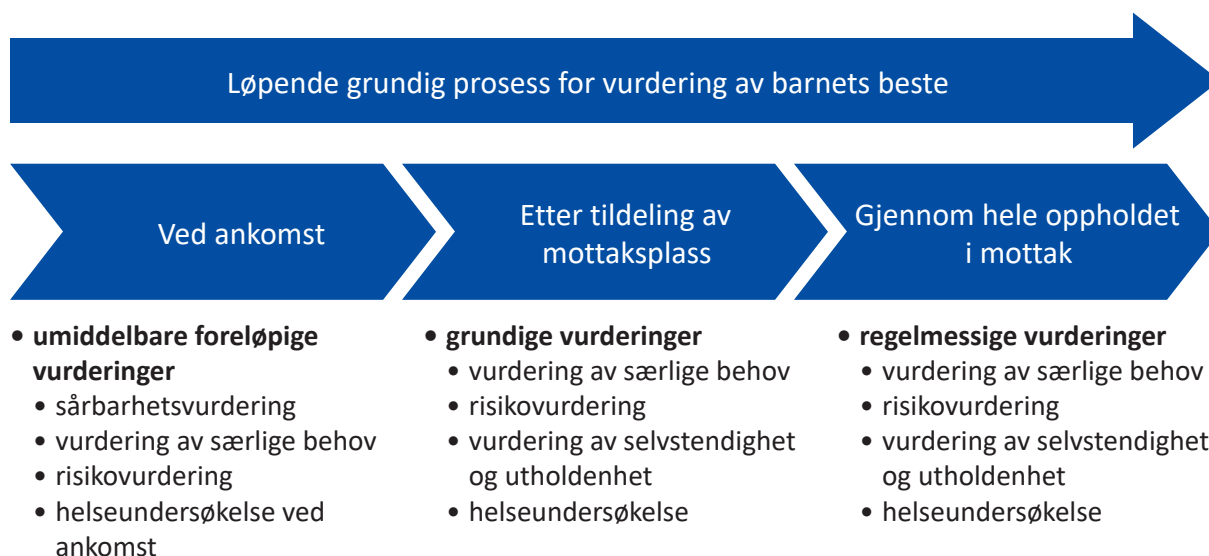 Løpende grundig prosess for vurdering av barnets beste
Ved ankomst
• umiddelbare foreløpige
vurderinger
• sårbarhetsvurdering
• vurdering av særlige behov
• risikovurdering
• helseundersøkelse ved
ankomst
Etter tildeling av
mottaksplass
• grundige vurderinger
• vurdering av særlige behov
• risikovurdering
• vurdering av selvstendighet
og utholdenhet
• helseundersøkelse
Gjennom hele oppholdet
i mottak
• regelmessige vurderinger
• vurdering av særlige behov
• risikovurdering
• vurdering av selvstendighet
og utholdenhet
• helseundersøkelse